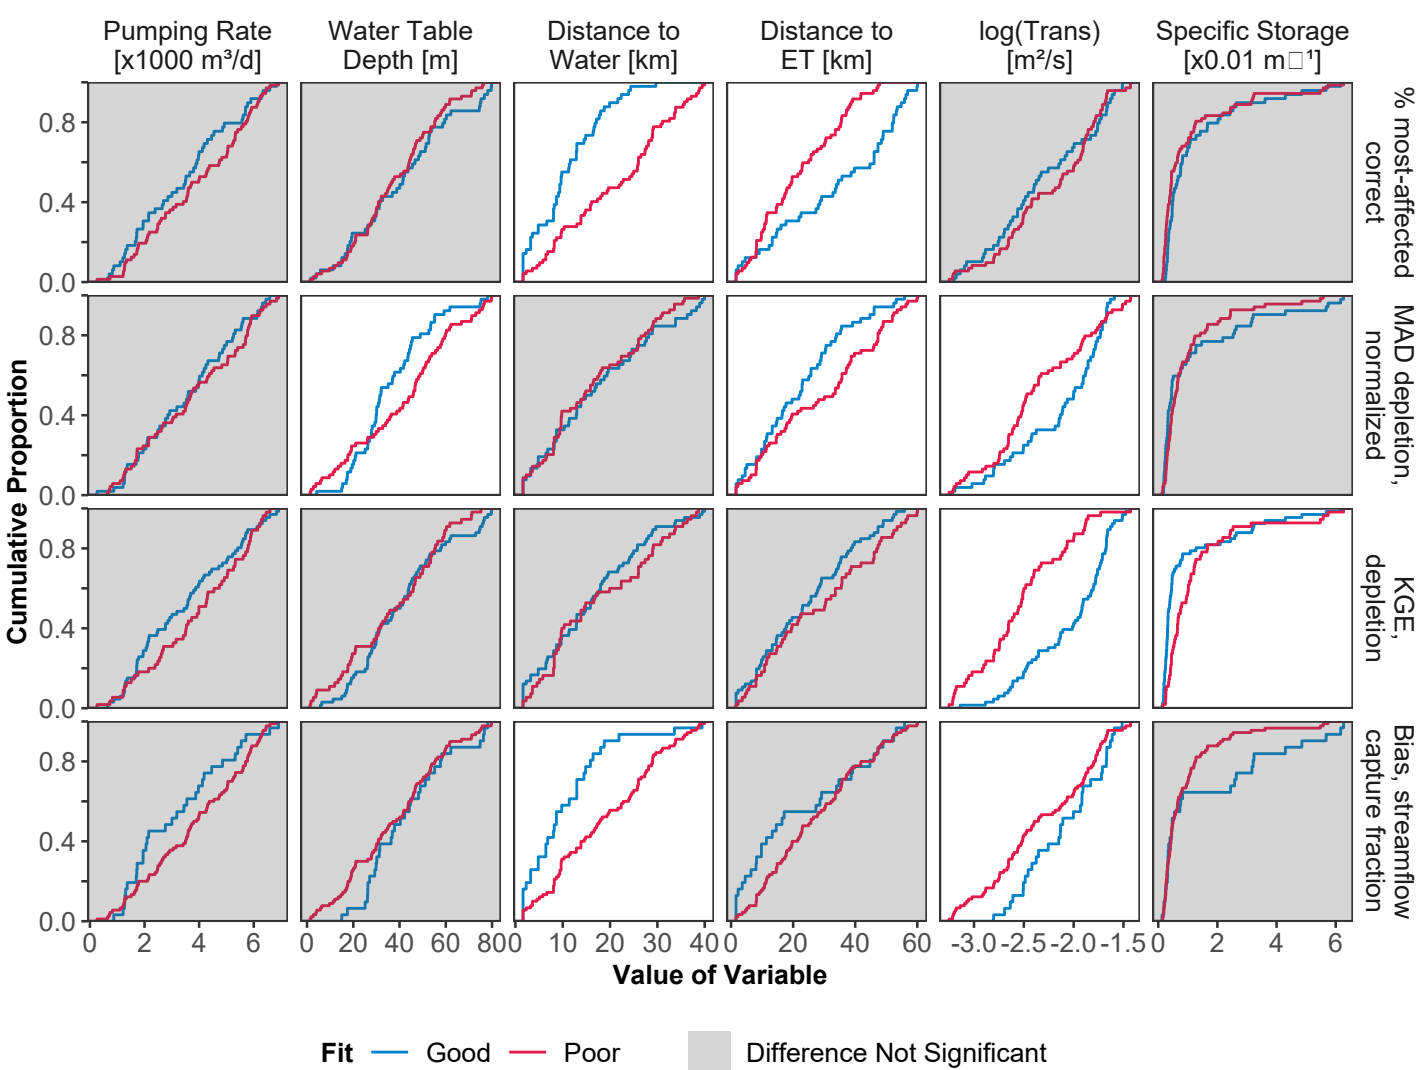 Pumping Rate
[x1000 m³/d]
Water Table
Depth [m]
Distance to
Water [km]
Distance to
ET [km]
log(Trans)
[m²/s]
Specific Storage
[x0.01 m□¹]
% most-affected
correct
MAD depletion,
normalized
KGE,
depletion
Bias, streamflow
capture fraction
Cumulative Proportion
0.8
0.4
0.0
0.8
0.4
0.0
0.8
0.4
0.0
0.8
0.4
0.0
0 2 4 6
0 20 40 60 80
0 10 20 30 40
0 20 40 60
-3.0 -2.5 -2.0 -1.5
0 2 4 6
Value of Variable
Fit Good Poor Difference Not Significant